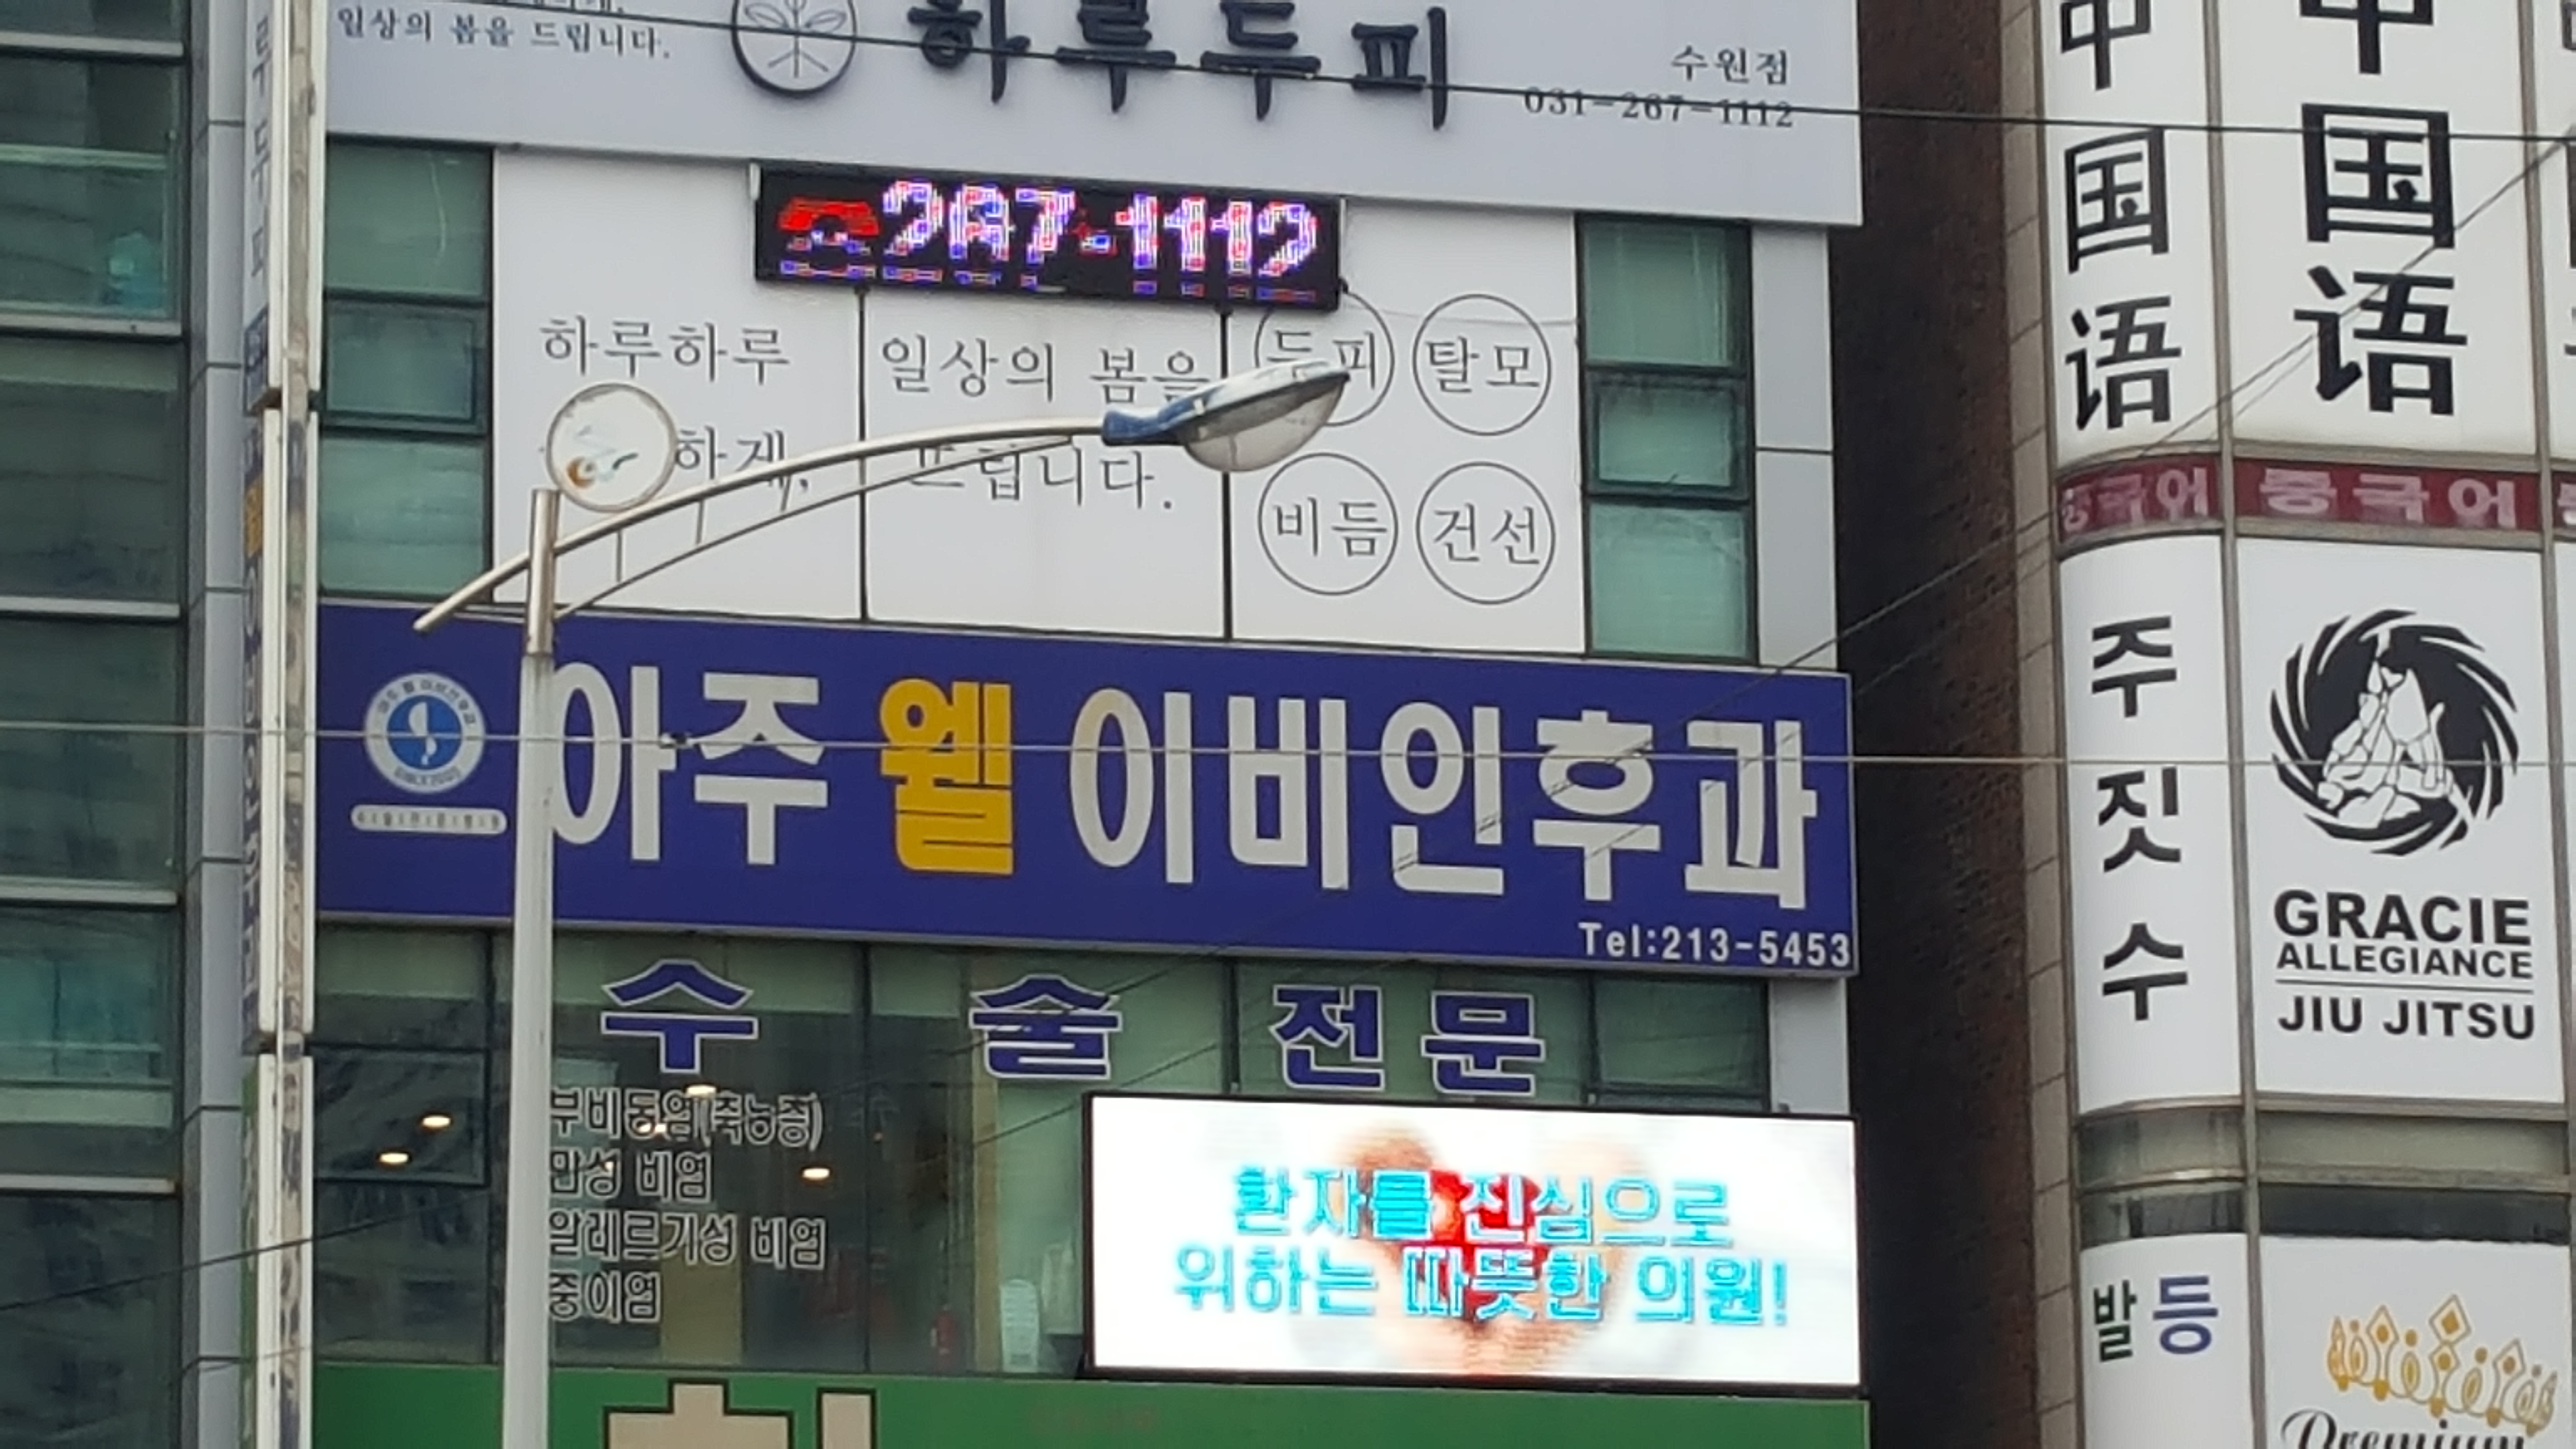 일상의 봄을 드립니다.
하루두피
수원점
031-267-1112
267-1112
하루하루
하게,
일상의 봄을
드립니다.
두피
탈모
비듬
건선
아주웰이비인후과
Tel:213-5453
수술전문
부비동염(축농증)
만성 비염
알레르기성 비염
중이염
환자를 진심으로
위하는 따뜻한 의원!
中国语
中国语
중국어
중국어
주짓수
GRACIE
ALLEGIANCE
JIU JITSU
발 등
Premium